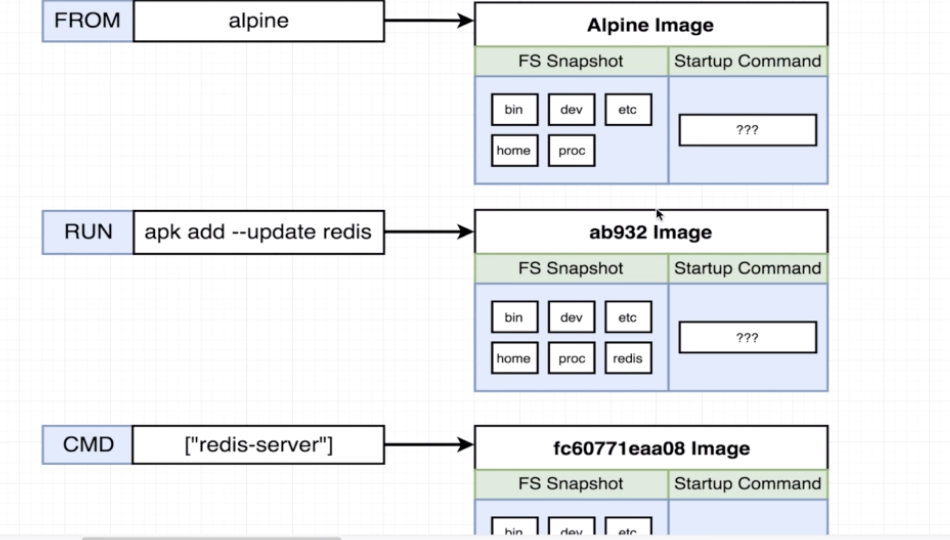 FROM alpine
Alpine Image
FS Snapshot Startup Command
bin dev etc
???
home proc
RUN apk add --update redis
ab932 Image
FS Snapshot Startup Command
bin dev etc
???
home proc redis
CMD ["redis-server"]
fc60771eaa08 Image
FS Snapshot Startup Command
bin dev etc